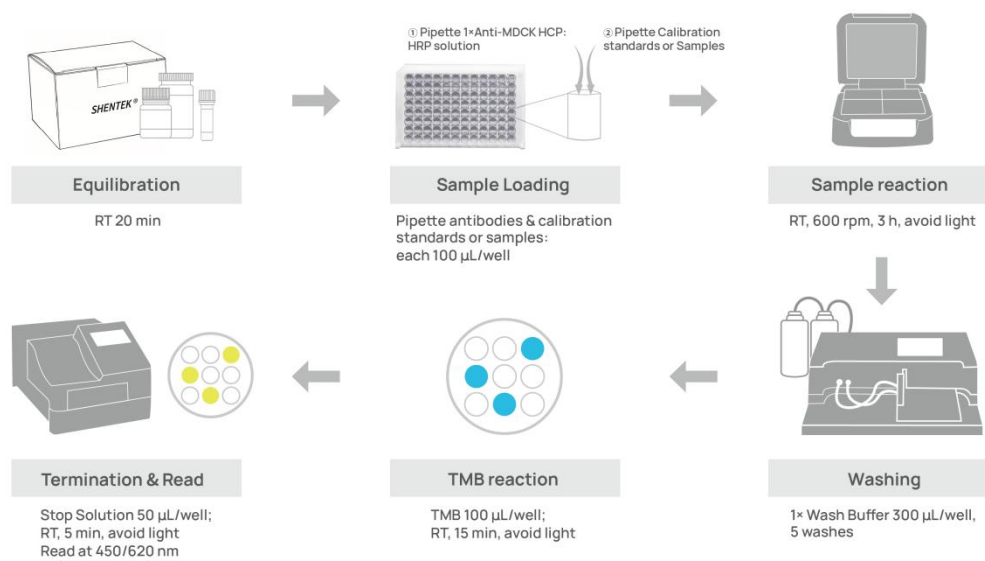 ① Pipette 1×Anti-MDCK HCP:
HRP solution
② Pipette Calibration
standards or Samples
SHENTEK ®
Equilibration
RT 20 min
Sample Loading
Pipette antibodies & calibration
standards or samples:
each 100 μL/well
Sample reaction
RT, 600 rpm, 3 h, avoid light
Termination & Read
Stop Solution 50 μL/well;
RT, 5 min, avoid light
Read at 450/620 nm
TMB reaction
TMB 100 μL/well;
RT, 15 min, avoid light
Washing
1× Wash Buffer 300 μL/well,
5 washes